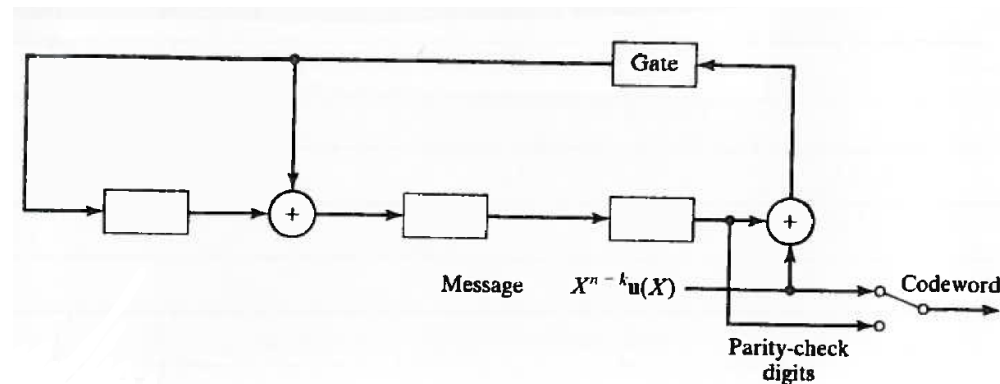 Gate
+
+
Message
X^{n - k}u(X)
Codeword
Parity-check
digits